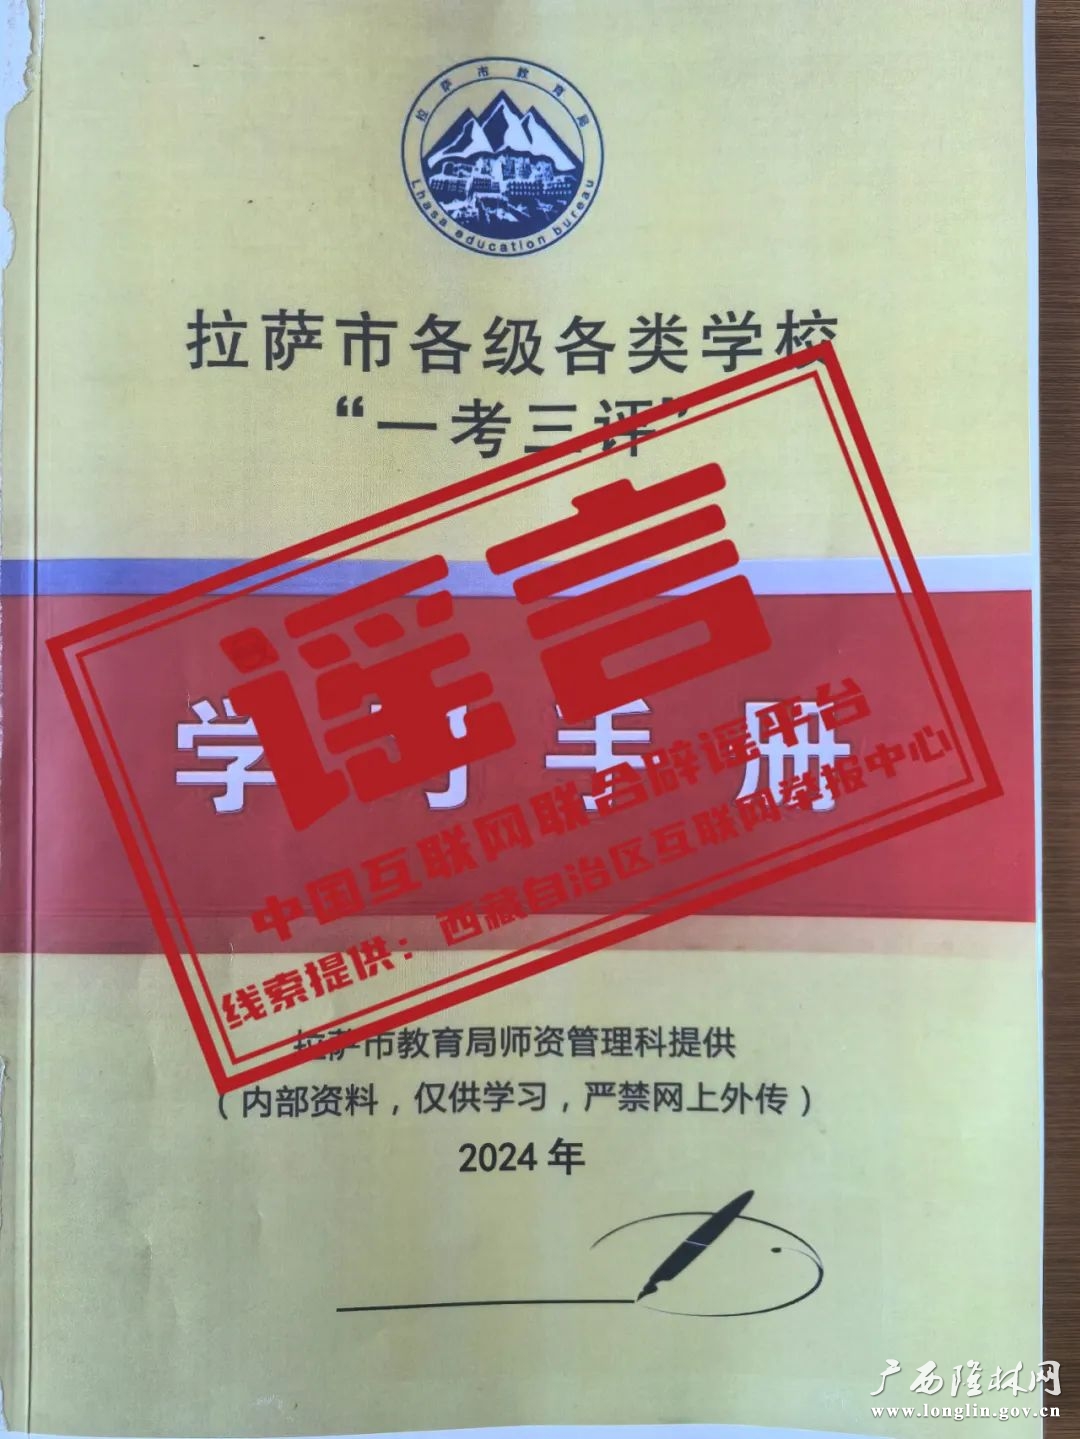 拉萨市教育局
Lhasa education bureau
拉萨市各级各类学校
“一考三评”
谣言
学习手册
中国互联网联合辟谣平台
线索提供：西藏自治区互联网举报中心
拉萨市教育局师资管理科提供
（内部资料，仅供学习，严禁网上外传）
2024年
广西隆林网
www.longlin.gov.cn